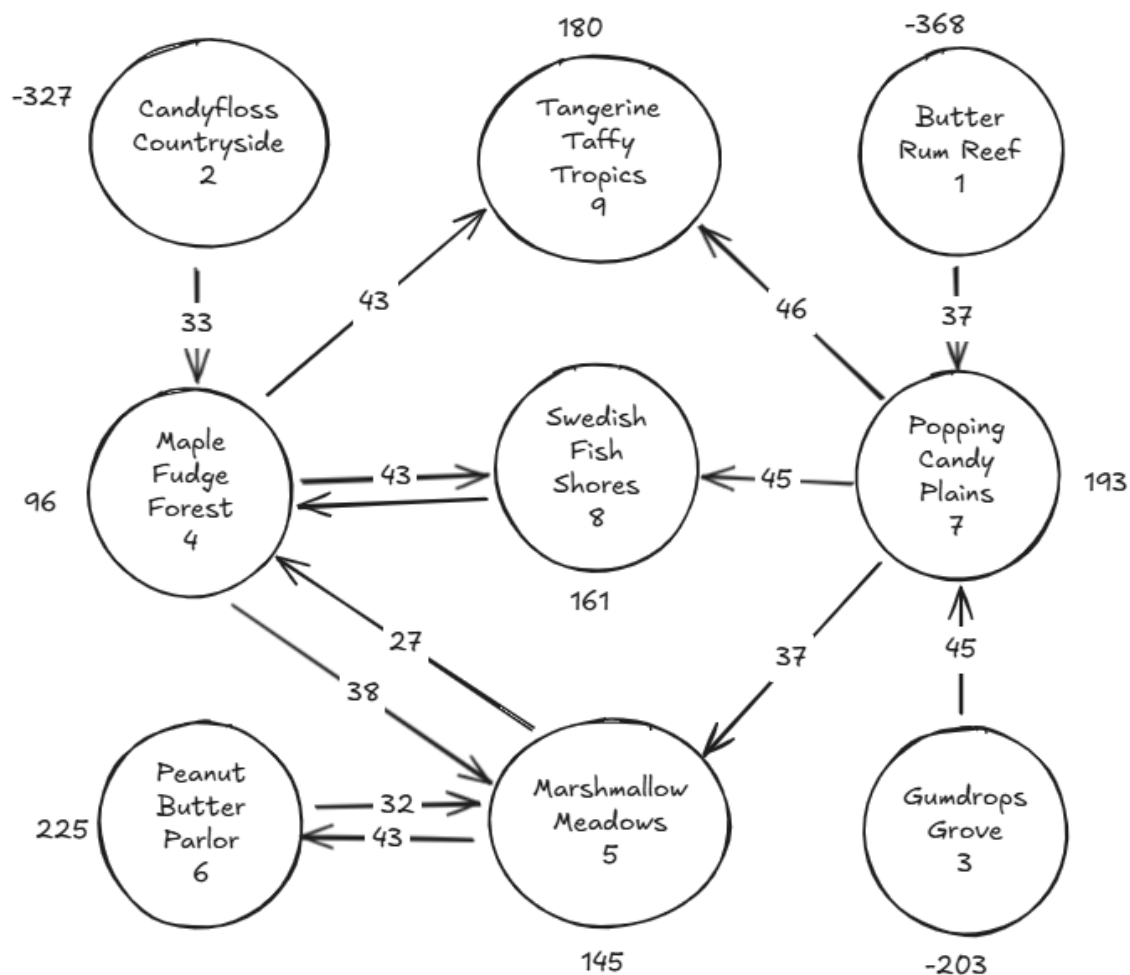 180
-368
-327
Candyfloss
Countryside
2
Tangerine
Taffy
Tropics
9
Butter
Rum Reef
1
33
43
46
37
Maple
Fudge
Forest
4
96
43
Swedish
Fish
Shores
8
161
45
Popping
Candy
Plains
7
193
27
38
37
45
Peanut
Butter
Parlor
6
225
32
43
Marshmallow
Meadows
5
145
Gumdrops
Grove
3
-203